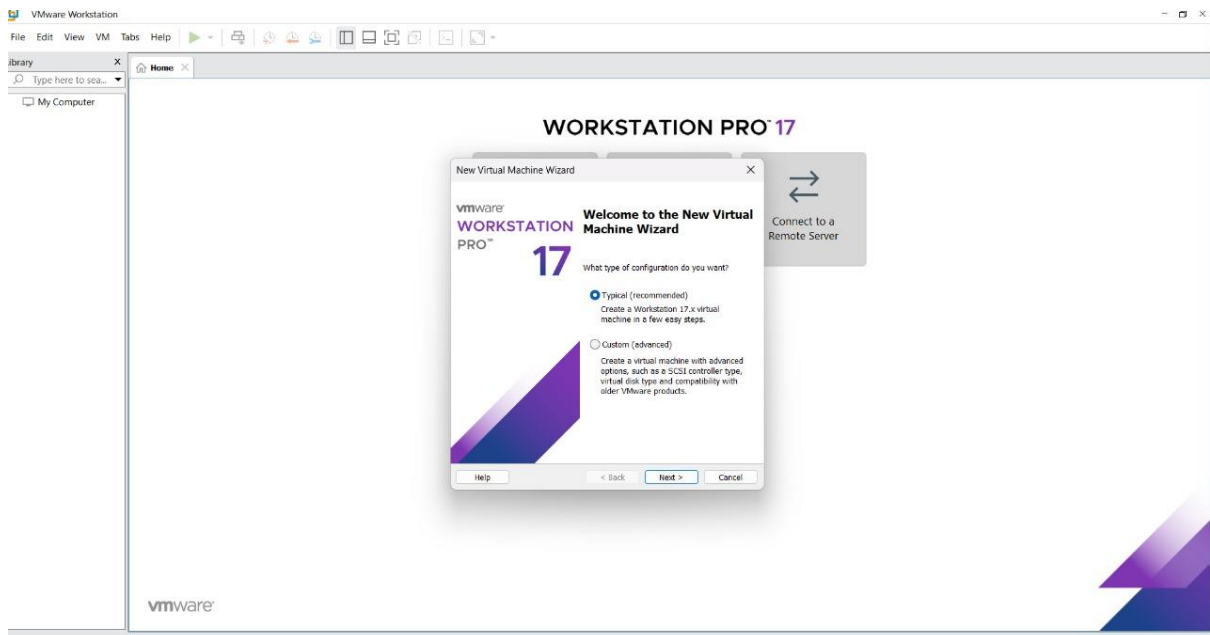 VMware Workstation
File Edit View VM Tabs Help
ibrary X
Type here to sea...
My Computer
Home
WORKSTATION PRO™ 17
New Virtual Machine Wizard
vmware
WORKSTATION
PRO™
17
Welcome to the New Virtual
Machine Wizard
What type of configuration do you want?
Typical (recommended)
Create a Workstation 17.x virtual
machine in a few easy steps.
Custom (advanced)
Create a virtual machine with advanced
options, such as a SCSI controller type,
virtual disk type and compatibility with
older VMware products.
Help
< Back
Next >
Cancel
Connect to a
Remote Server
vmware